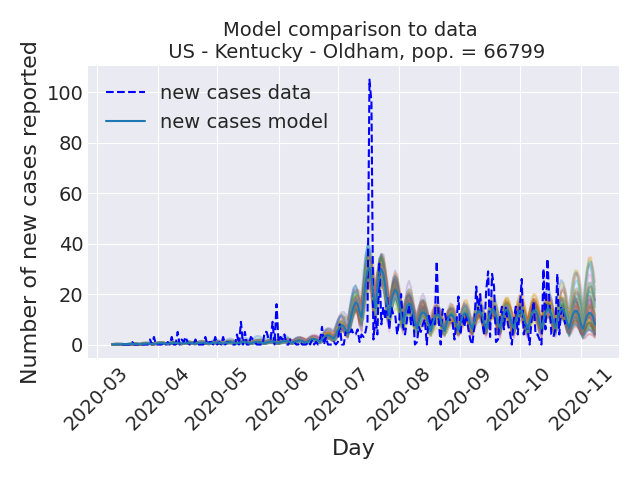 Model comparison to data
US - Kentucky - Oldham, pop. = 66799
Number of new cases reported
100
80
60
40
20
0
new cases data
new cases model
2020-03
2020-04
2020-05
2020-06
2020-07
2020-08
2020-09
2020-10
2020-11
Day